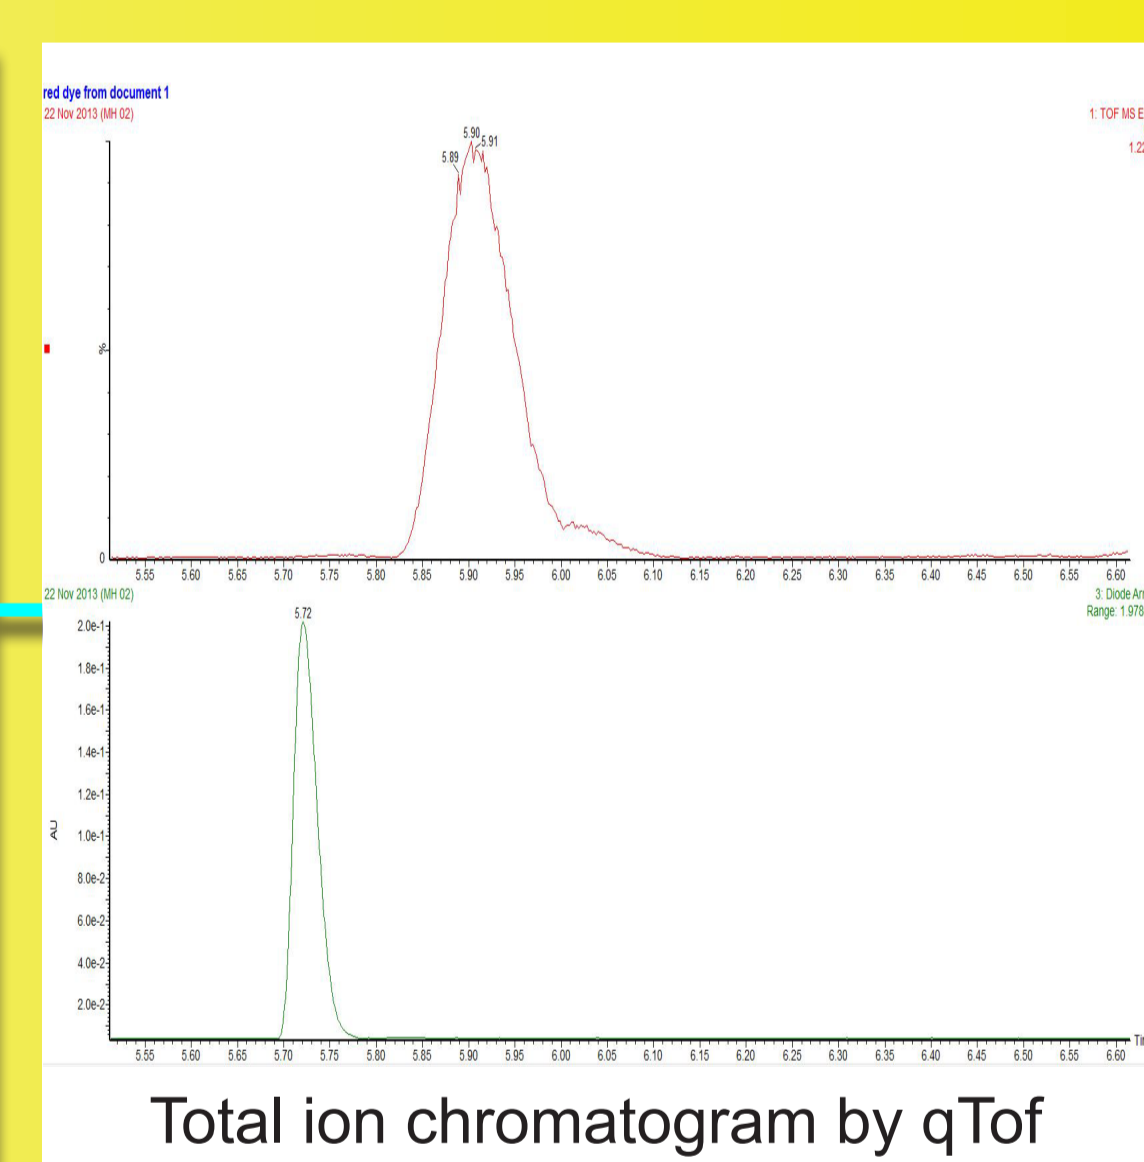 red dye from document 1
22 Nov 2013 (MH 02)
1: TOF MS E
1.22
5.90
5.91
5.89
%
0
5.55 5.60 5.65 5.70 5.75 5.80 5.85 5.90 5.95 6.00 6.05 6.10 6.15 6.20 6.25 6.30 6.35 6.40 6.45 6.50 6.55 6.60
22 Nov 2013 (MH 02)
3: Diode Arr
Range: 1.978
5.72
2.0e-1
1.8e-1
1.6e-1
1.4e-1
1.2e-1
AU
1.0e-1
8.0e-2
6.0e-2
4.0e-2
2.0e-2
Tim
5.55 5.60 5.65 5.70 5.75 5.80 5.85 5.90 5.95 6.00 6.05 6.10 6.15 6.20 6.25 6.30 6.35 6.40 6.45 6.50 6.55 6.60
Total ion chromatogram by qTof